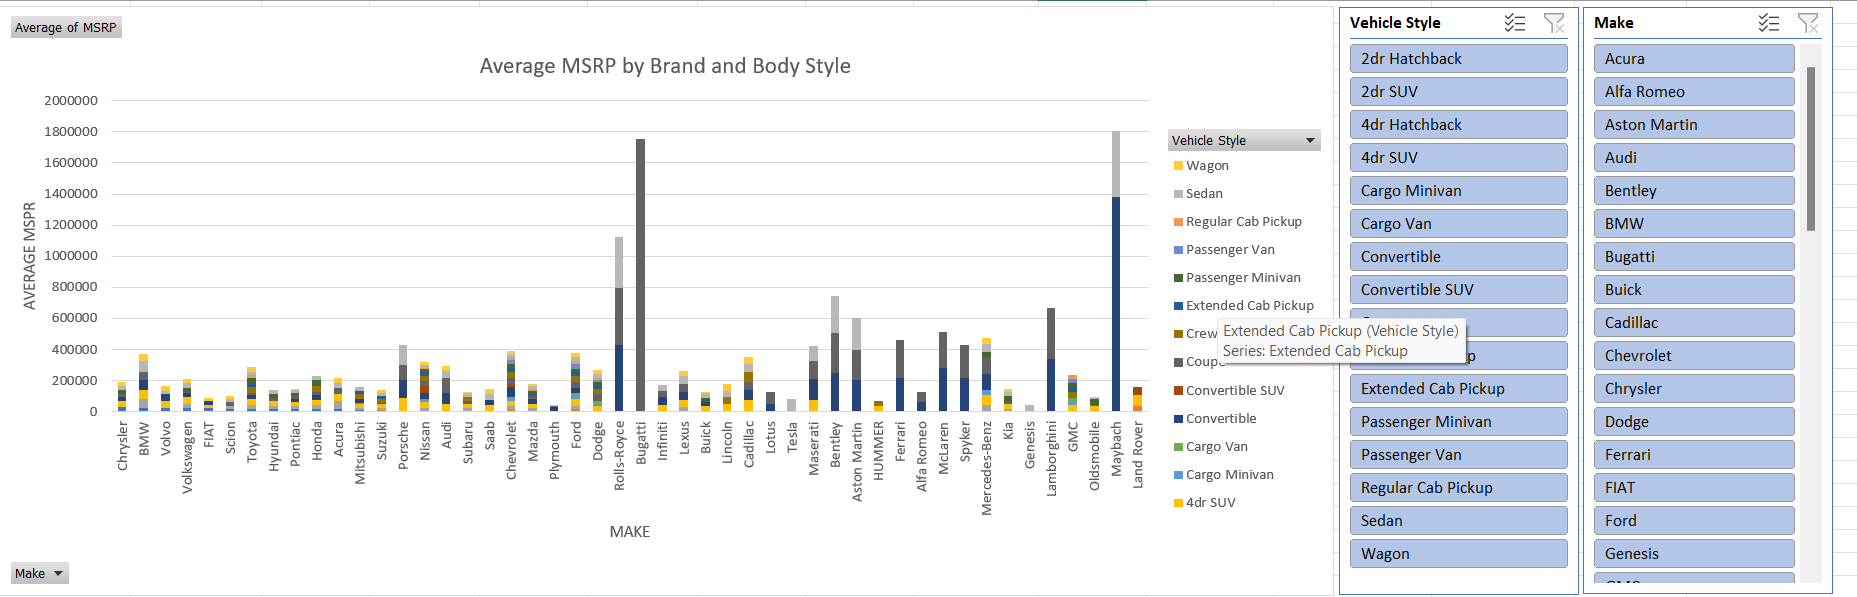 Average of MSRP
Average MSRP by Brand and Body Style
AVERAGE MSPR
2000000
1800000
1600000
1400000
1200000
1000000
800000
600000
400000
200000
0
Chrysler
BMW
Volvo
Volkswagen
FIAT
Scion
Toyota
Hyundai
Pontiac
Honda
Acura
Mitsubishi
Suzuki
Porsche
Nissan
Audi
Subaru
Saab
Chevrolet
Mazda
Plymouth
Ford
Dodge
Rolls-Royce
Bugatti
Infiniti
Lexus
Buick
Lincoln
Cadillac
Lotus
Tesla
Maserati
Bentley
Aston Martin
HUMMER
Ferrari
Alfa Romeo
McLaren
Spyker
Mercedes-Benz
Kia
Genesis
Lamborghini
GMC
Oldsmobile
Maybach
Land Rover
MAKE
Make
Vehicle Style
Wagon
Sedan
Regular Cab Pickup
Passenger Van
Passenger Minivan
Extended Cab Pickup
Crew
Coupe
Convertible SUV
Convertible
Cargo Van
Cargo Minivan
4dr SUV
Extended Cab Pickup (Vehicle Style)
Series: Extended Cab Pickup
Vehicle Style
2dr Hatchback
2dr SUV
4dr Hatchback
4dr SUV
Cargo Minivan
Cargo Van
Convertible
Convertible SUV
Extended Cab Pickup
Passenger Minivan
Passenger Van
Regular Cab Pickup
Sedan
Wagon
Make
Acura
Alfa Romeo
Aston Martin
Audi
Bentley
BMW
Bugatti
Buick
Cadillac
Chevrolet
Chrysler
Dodge
Ferrari
FIAT
Ford
Genesis
GMC